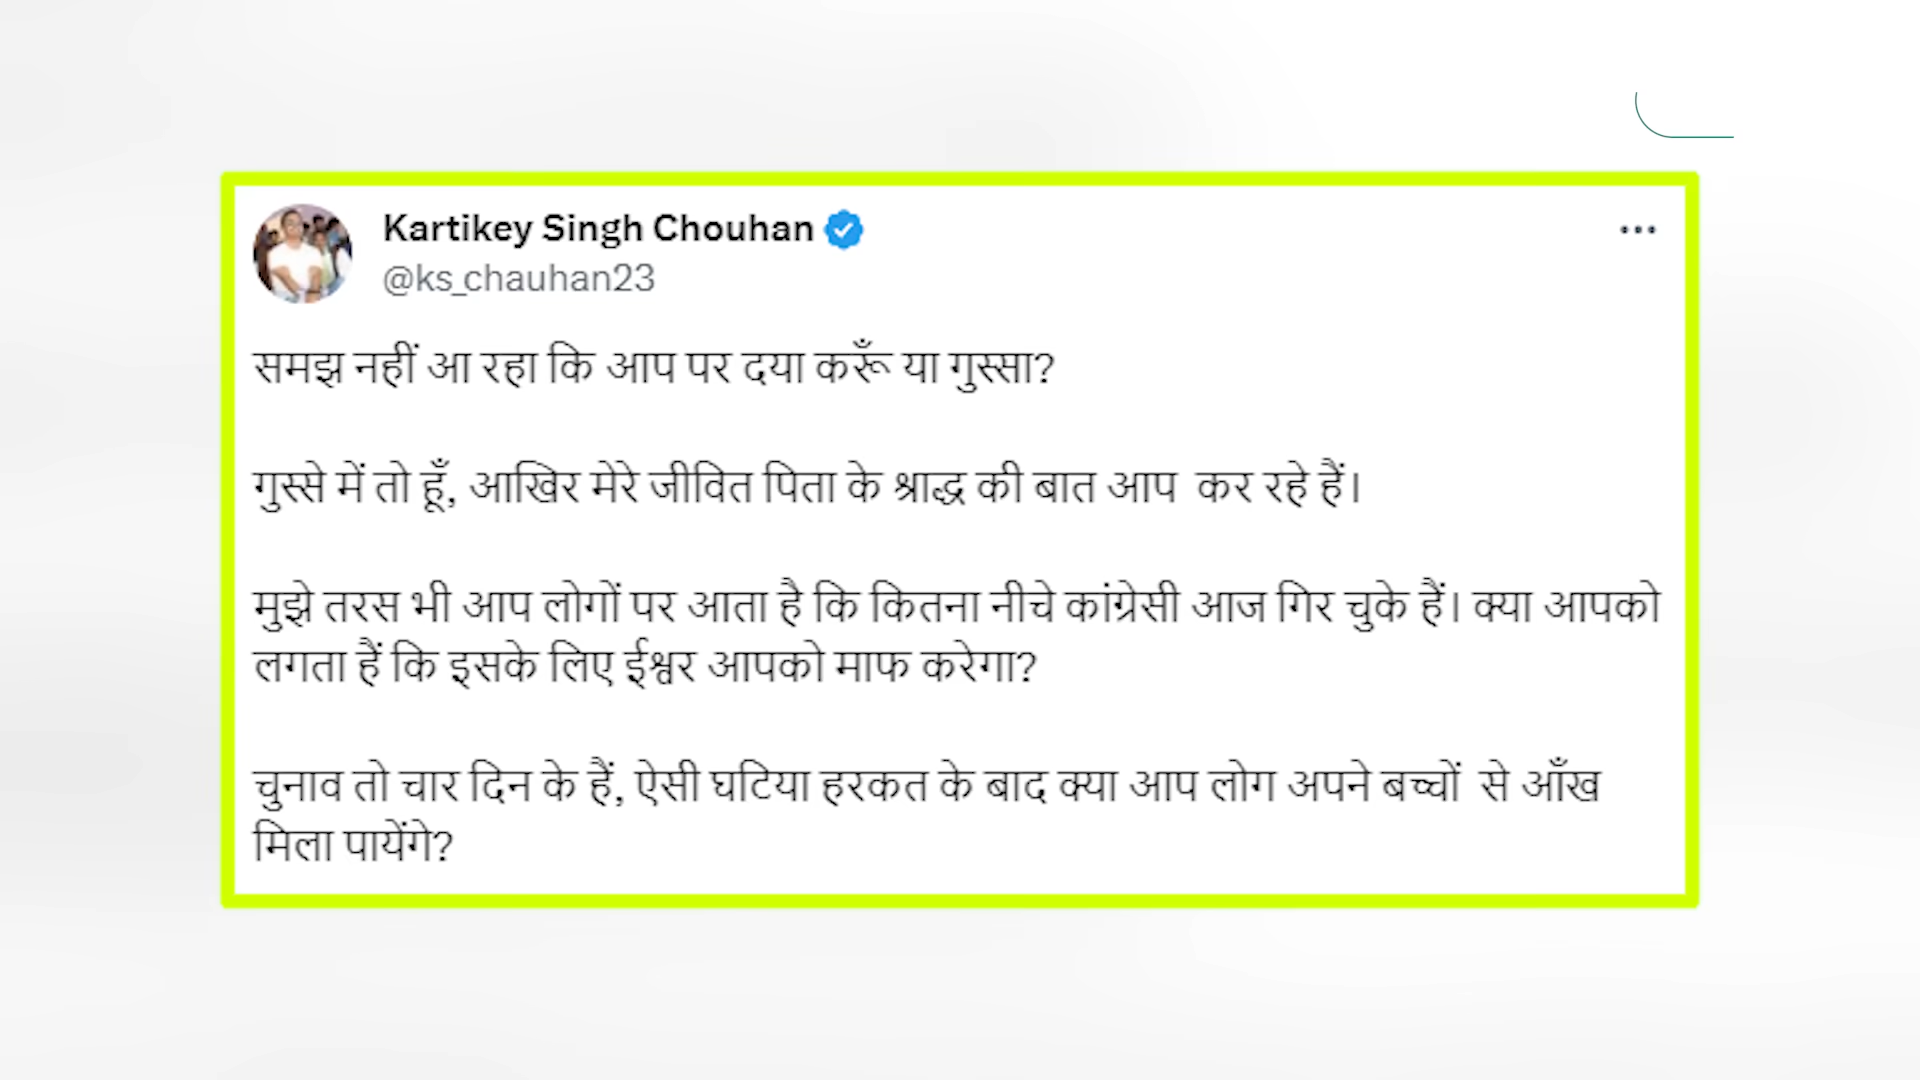 Kartikey Singh Chouhan
@ks_chauhan23
समझ नहीं आ रहा कि आप पर दया करूँ या गुस्सा?
गुस्से में तो हूँ, आखिर मेरे जीवित पिता के श्राद्ध की बात आप कर रहे हैं।
मुझे तरस भी आप लोगों पर आता है कि कितना नीचे कांग्रेसी आज गिर चुके हैं। क्या आपको
लगता हैं कि इसके लिए ईश्वर आपको माफ करेगा?
चुनाव तो चार दिन के हैं, ऐसी घटिया हरकत के बाद क्या आप लोग अपने बच्चों से आँख
मिला पायेंगे?